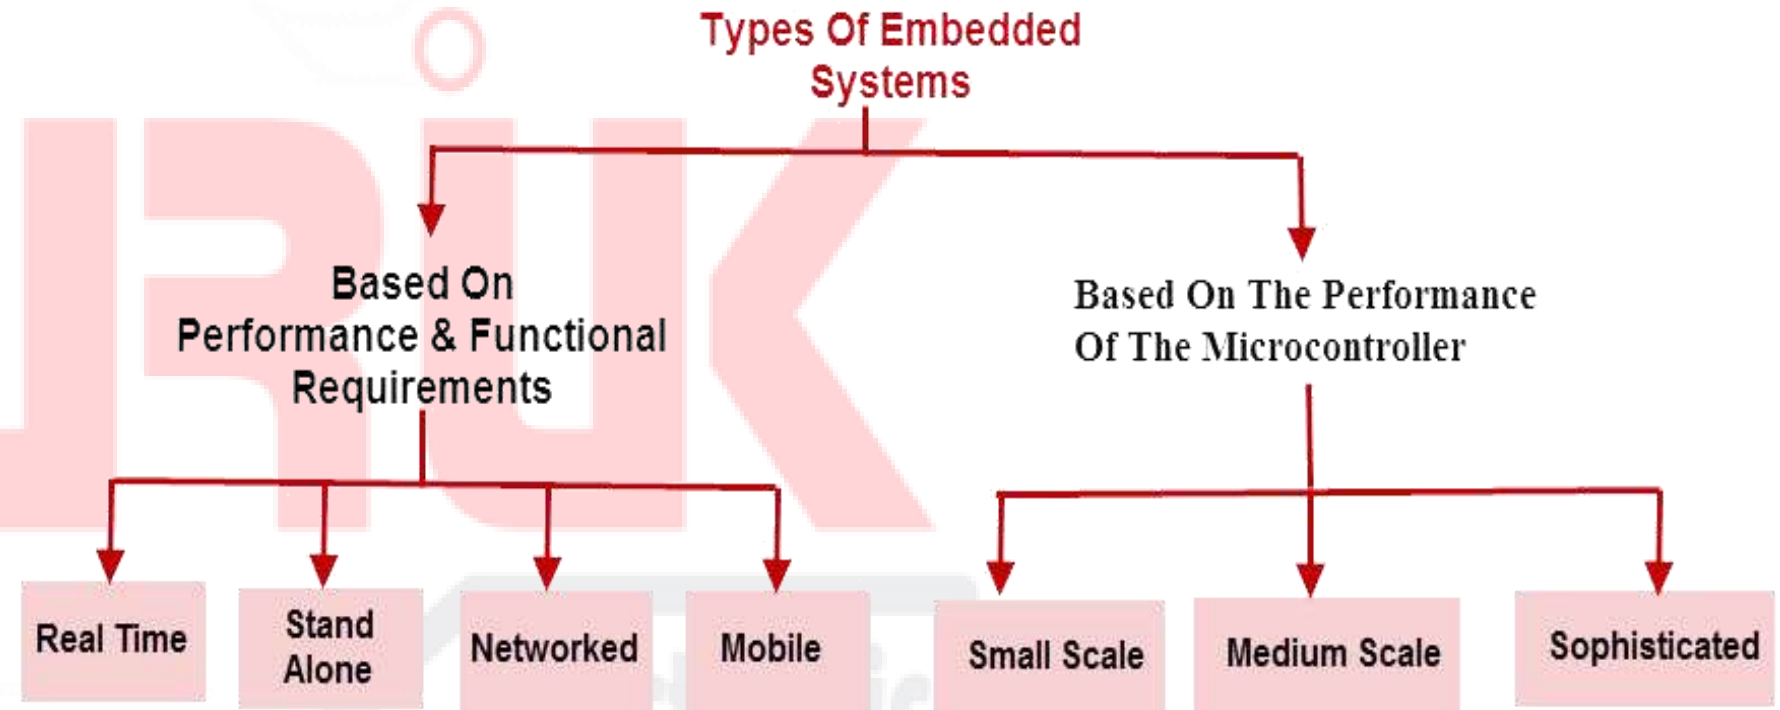 Types Of Embedded
Systems
Based On
Performance & Functional
Requirements
Based On The Performance
Of The Microcontroller
Real Time
Stand
Alone
Networked
Mobile
Small Scale
Medium Scale
Sophisticated